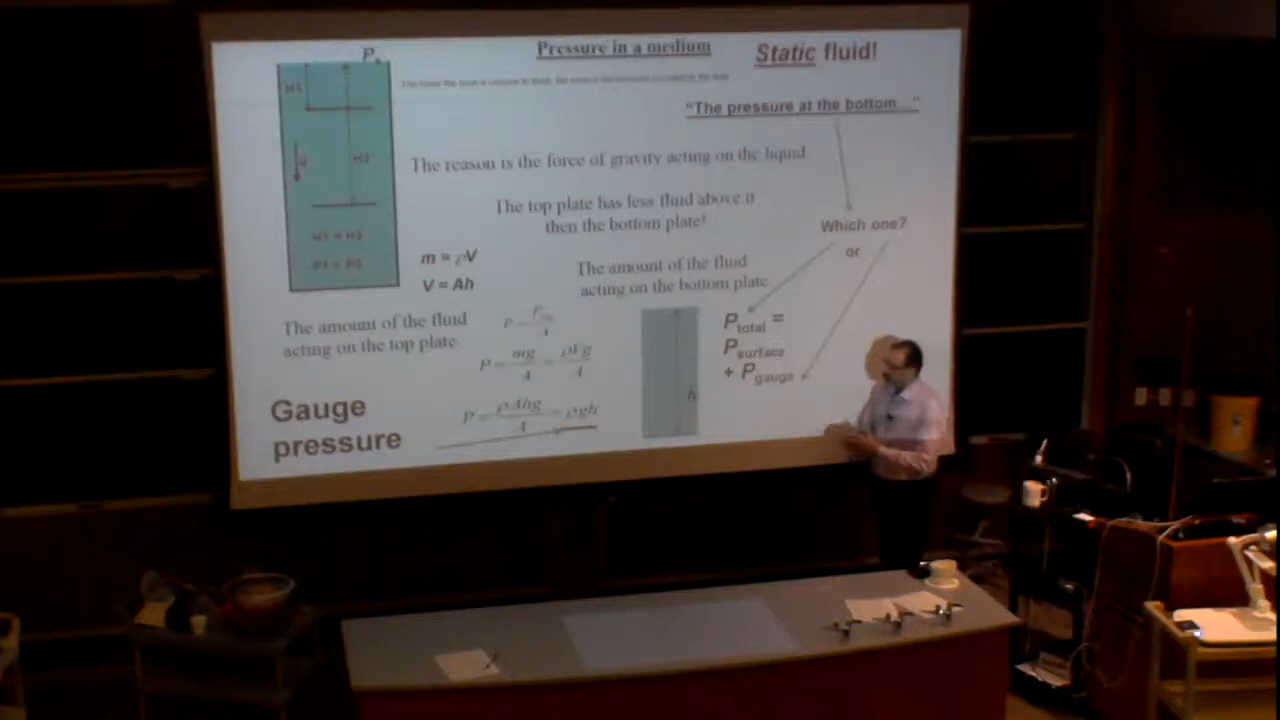 Pressure in a medium
Static fluid!
"The pressure at the bottom..."
The reason is the force of gravity acting on the liquid.
The top plate has less fluid above it
then the bottom plate!
Which one?
or
m = ρV
V = Ah
The amount of the fluid
acting on the bottom plate.
The amount of the fluid
acting on the top plate.
P = mg/A = ρVg/A
P = ρAhg/A = ρgh
h
P total =
P surface
+ P gauge
Gauge
pressure